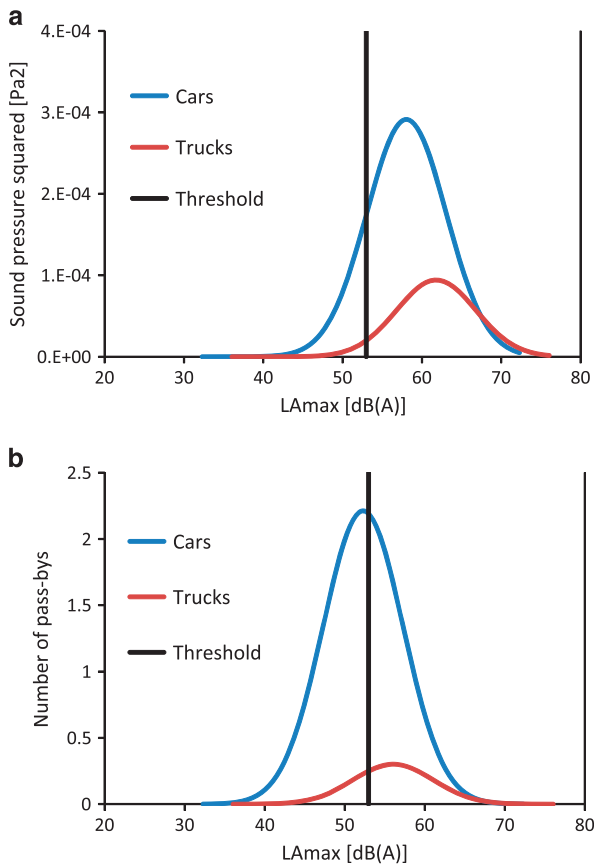 a
Sound pressure squared [Pa2]
4.E-04
3.E-04
2.E-04
1.E-04
0.E+00
Cars
Trucks
Threshold
20 30 40 50 60 70 80
LAmax [dB(A)]
b
Number of pass-bys
2.5
2
1.5
1
0.5
0
Cars
Trucks
Threshold
20 30 40 50 60 70 80
LAmax [dB(A)]